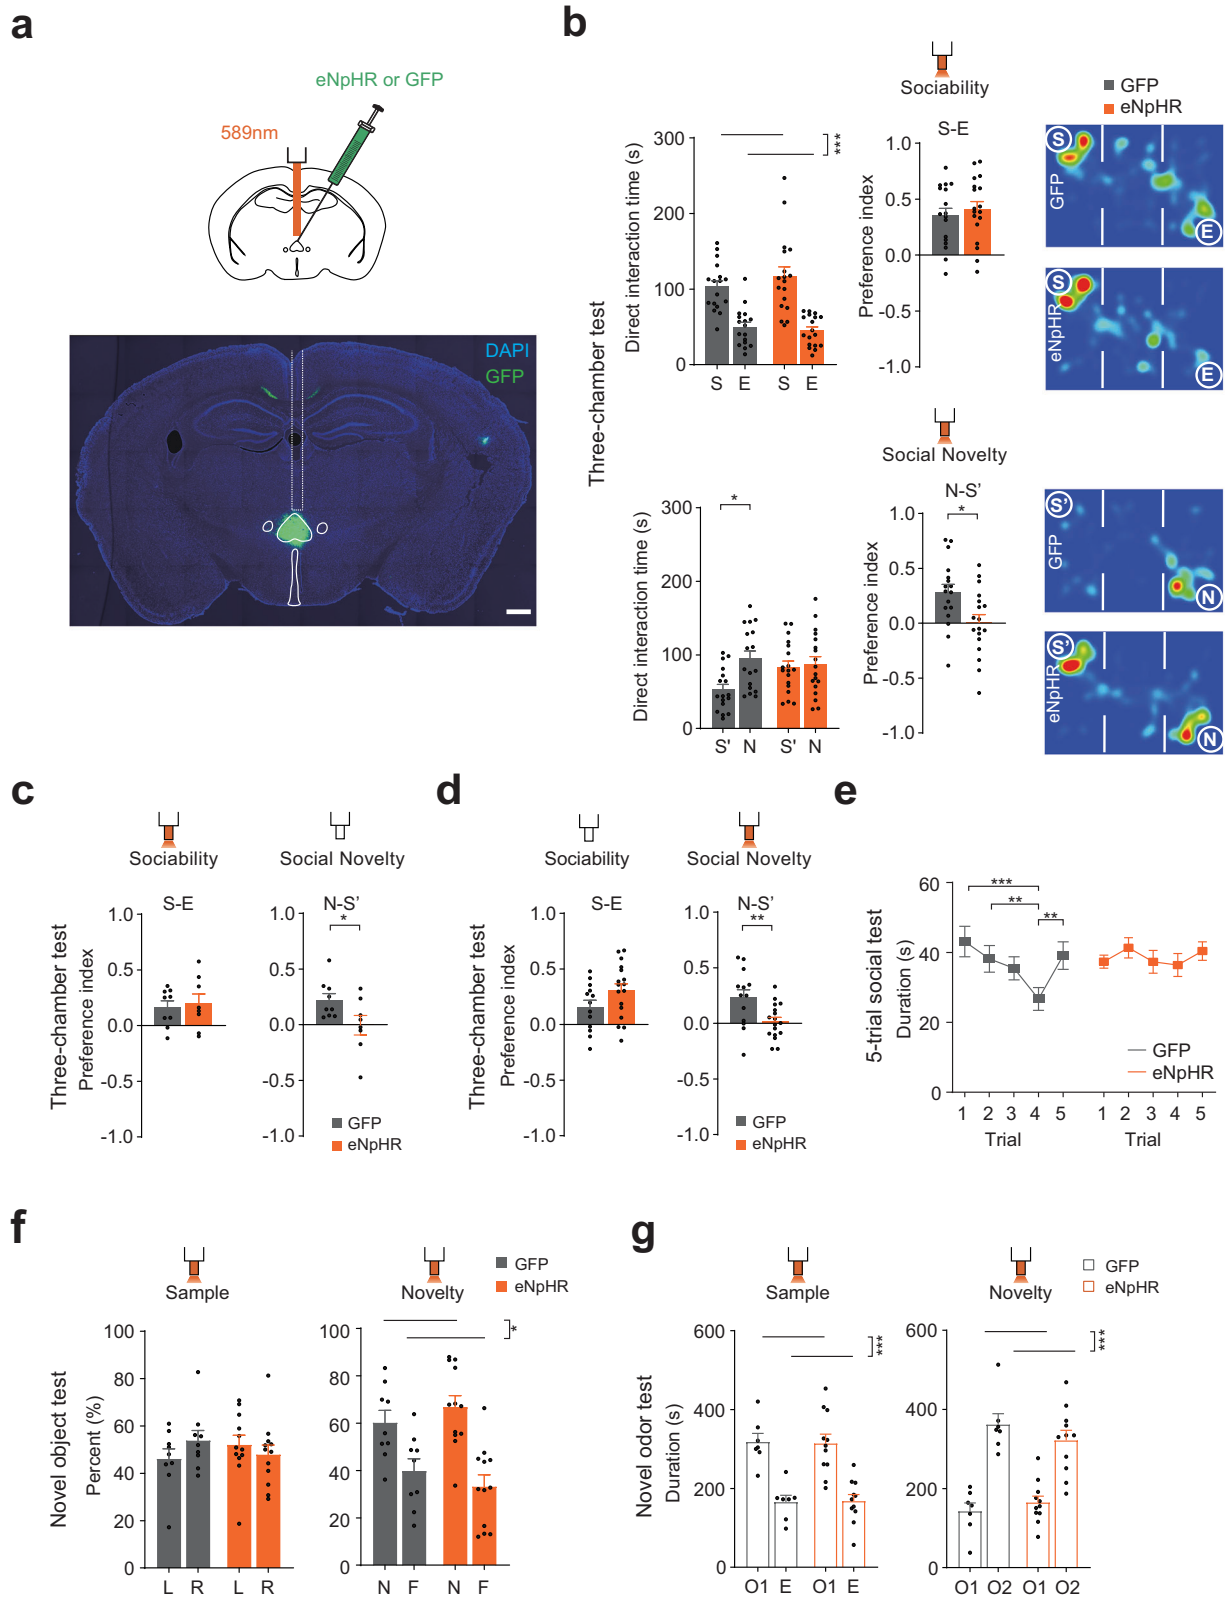 a
eNpHR or GFP
589nm
DAPI
GFP
b
Sociability
GFP
eNpHR
Three-chamber test
Direct interaction time (s)
300
200
100
0
S E S E
***
S-E
Preference index
1.0
0.5
0.0
-0.5
-1.0
S
GFP
E
S
eNpHR
E
Social Novelty
Direct interaction time (s)
300
200
100
0
*
S' N S' N
N-S'
*
Preference index
1.0
0.5
0.0
-0.5
-1.0
S'
GFP
N
S'
eNpHR
N
c
Sociability
Social Novelty
Three-chamber test
Preference index
S-E
1.0
0.5
0.0
-0.5
-1.0
N-S'
*
1.0
0.5
0.0
-0.5
-1.0
GFP
eNpHR
d
Sociability
Social Novelty
Three-chamber test
Preference index
S-E
1.0
0.5
0.0
-0.5
-1.0
N-S'
**
1.0
0.5
0.0
-0.5
-1.0
GFP
eNpHR
e
5-trial social test
Duration (s)
60
40
20
0
***
**
**
GFP
eNpHR
1 2 3 4 5 1 2 3 4 5
Trial Trial
f
Sample
Novelty
GFP
eNpHR
Novel object test
Percent (%)
100
80
60
40
20
0
L R L R
100
80
60
40
20
0
*
N F N F
g
Sample
Novelty
GFP
eNpHR
Novel odor test
Duration (s)
600
400
200
0
***
O1 E O1 E
600
400
200
0
***
O1 O2 O1 O2